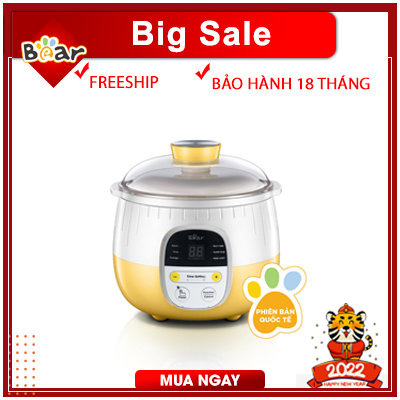 Big Sale
Bear
FREESHIP
BẢO HÀNH 18 THÁNG
Bear
88
PHIÊN BẢN
QUỐC TẾ
2022
HAPPY NEW YEAR
MUA NGAY